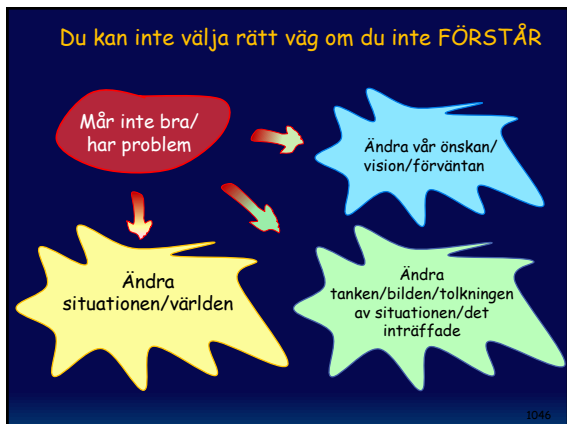 Du kan inte välja rätt väg om du inte FÖRSTÅR
Mår inte bra/
har problem
Ändra vår önskan/
vision/förväntan
Ändra
situationen/världen
Ändra
tanken/bilden/tolkningen
av situationen/det
inträffade
1046